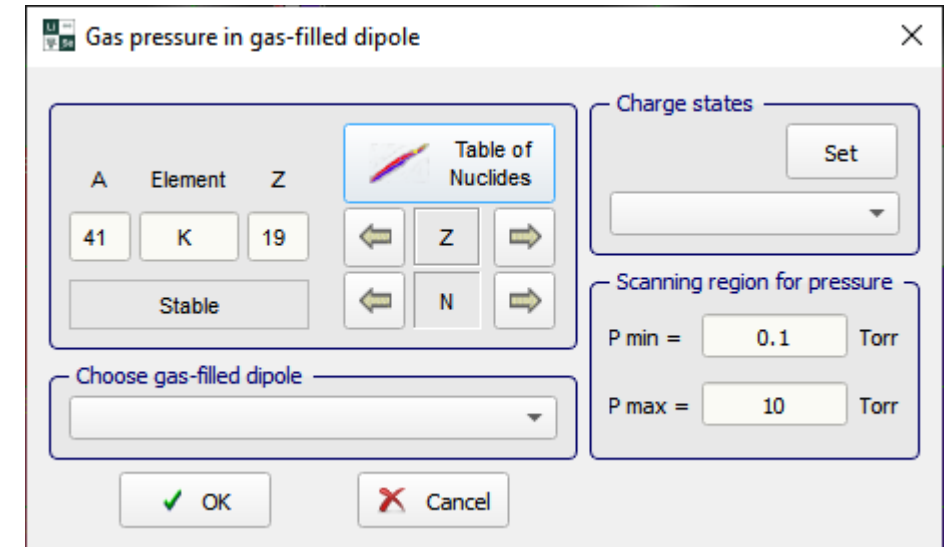 Gas pressure in gas-filled dipole
A Element Z
41 K 19
Stable
Table of
Nuclides
Z
N
Choose gas-filled dipole
OK
Cancel
Charge states
Set
Scanning region for pressure
P min = 0.1 Torr
P max = 10 Torr